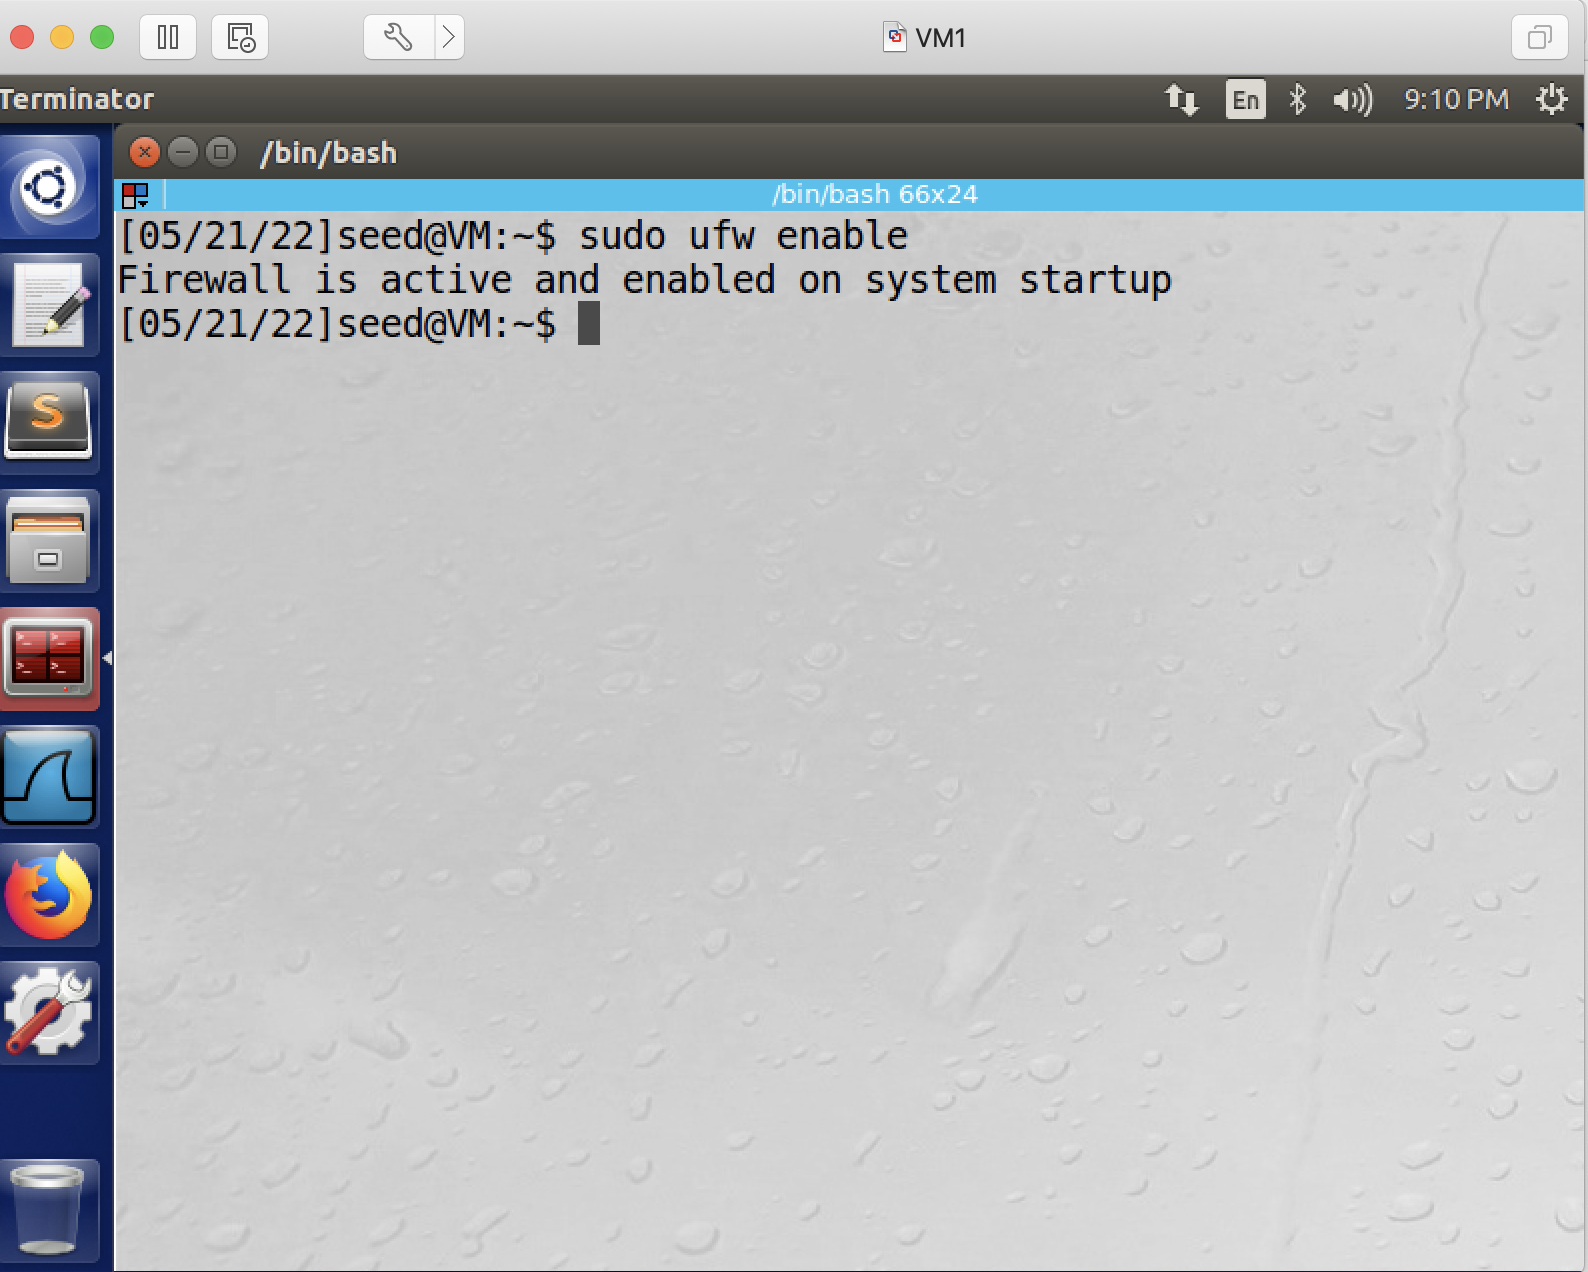 VM1
Terminator
En
9:10 PM
/bin/bash
/bin/bash 66x24
[05/21/22]seed@VM:~$ sudo ufw enable
Firewall is active and enabled on system startup
[05/21/22]seed@VM:~$
S